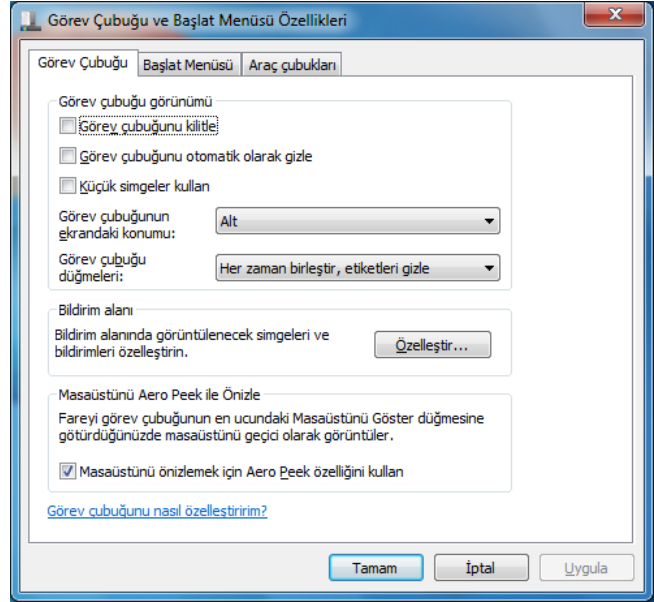 Görev Çubuğu ve Başlat Menüsü Özellikleri
Görev Çubuğu
Başlat Menüsü
Araç çubukları
Görev çubuğu görünümü
Görev çubuğunu kilitle
Görev çubuğunu otomatik olarak gizle
Küçük simgeler kullan
Görev çubuğunun
ekrandaki konumu:
Alt
Görev çubuğu
düğmeleri:
Her zaman birleştir, etiketleri gizle
Bildirim alanı
Bildirim alanında görüntülenecek simgeleri ve
bildirimleri özelleştirin.
Özelleştir...
Masaüstünü Aero Peek ile Önizle
Fareyi görev çubuğunun en ucundaki Masaüstünü Göster düğmesine
götürdüğünüzde masaüstünü geçici olarak görüntüler.
Masaüstünü önizlemek için Aero Peek özelliğini kullan
Görev çubuğunu nasıl özelleştiririm?
Tamam
İptal
Uygula